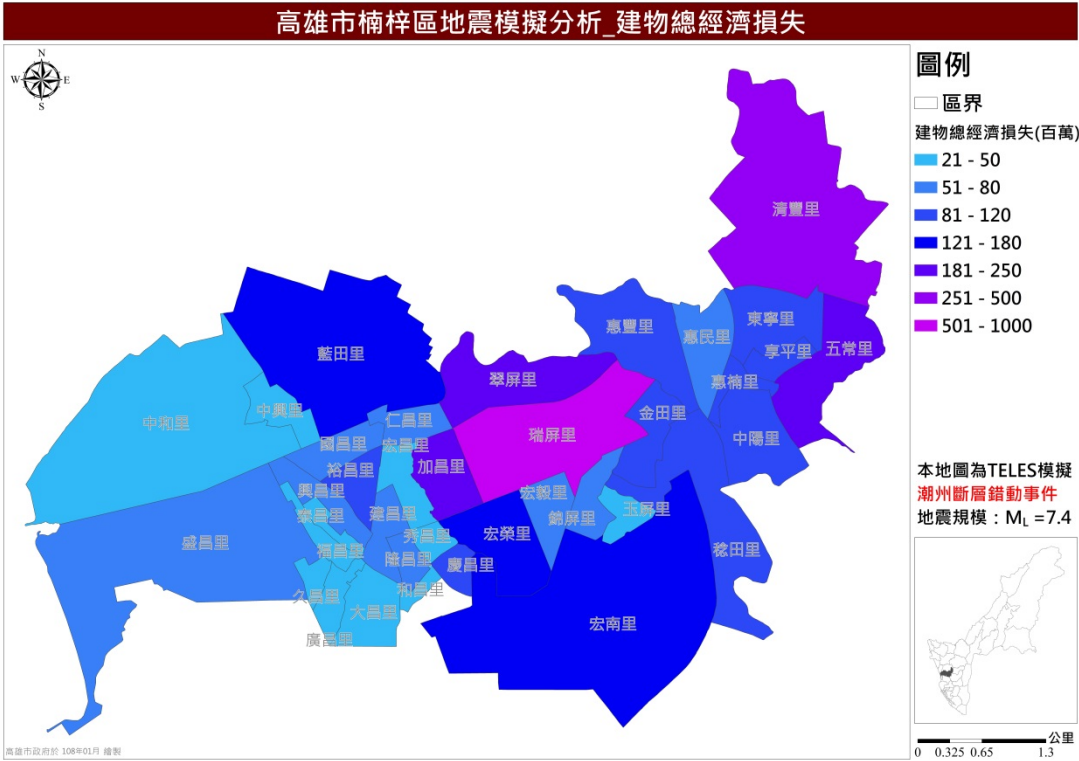 高雄市楠梓區地震模擬分析_建物總經濟損失
N
W E
S
圖例
區界
建物總經濟損失(百萬)
21 - 50
51 - 80
81 - 120
121 - 180
181 - 250
251 - 500
501 - 1000
清豐里
惠豐里
惠民里
東寧里
享平里
五常里
藍田里
翠屏里
惠楠里
中和里
中興里
仁昌里
金田里
國昌里
宏昌里
瑞屏里
中陽里
裕昌里
加昌里
興昌里
宏毅里
泰昌里
建昌里
錦屏里
玉屏里
盛昌里
福昌里
秀昌里
宏榮里
稔田里
隆昌里
慶昌里
久昌里
和昌里
大昌里
宏南里
廣昌里
本地圖為TELES模擬
潮州斷層錯動事件
地震規模：ML =7.4
公里
0 0.325 0.65 1.3
高雄市政府於 108年01月 繪製